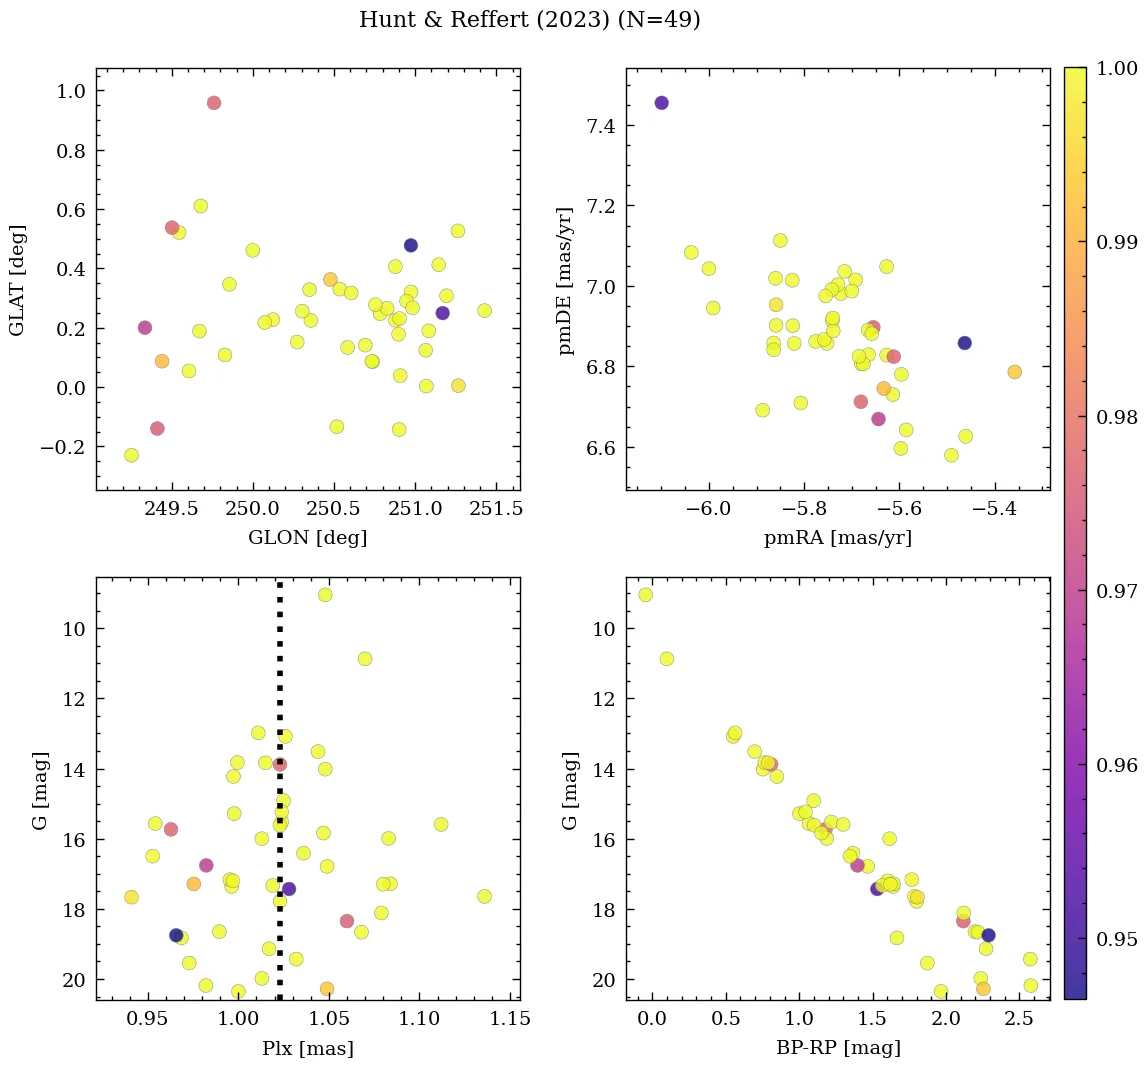 Hunt & Reffert (2023) (N=49)
1.0
0.8
0.6
0.4
0.2
0.0
−0.2
GLAT [deg]
249.5 250.0 250.5 251.0 251.5
GLON [deg]
7.4
7.2
7.0
6.8
6.6
pmDE [mas/yr]
−6.0 −5.8 −5.6 −5.4
pmRA [mas/yr]
10
12
14
16
18
20
G [mag]
0.95 1.00 1.05 1.10 1.15
Plx [mas]
10
12
14
16
18
20
G [mag]
0.0 0.5 1.0 1.5 2.0 2.5
BP-RP [mag]
1.00
0.99
0.98
0.97
0.96
0.95